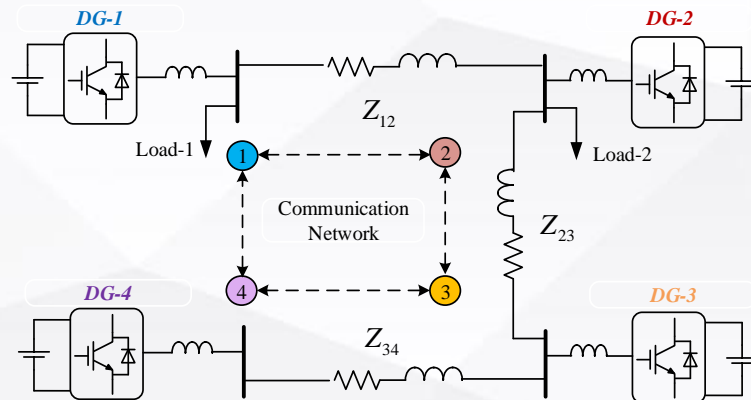 DG-1
DG-2
Z12
Load-1
Load-2
1
2
Communication
Network
Z23
4
3
DG-4
DG-3
Z34